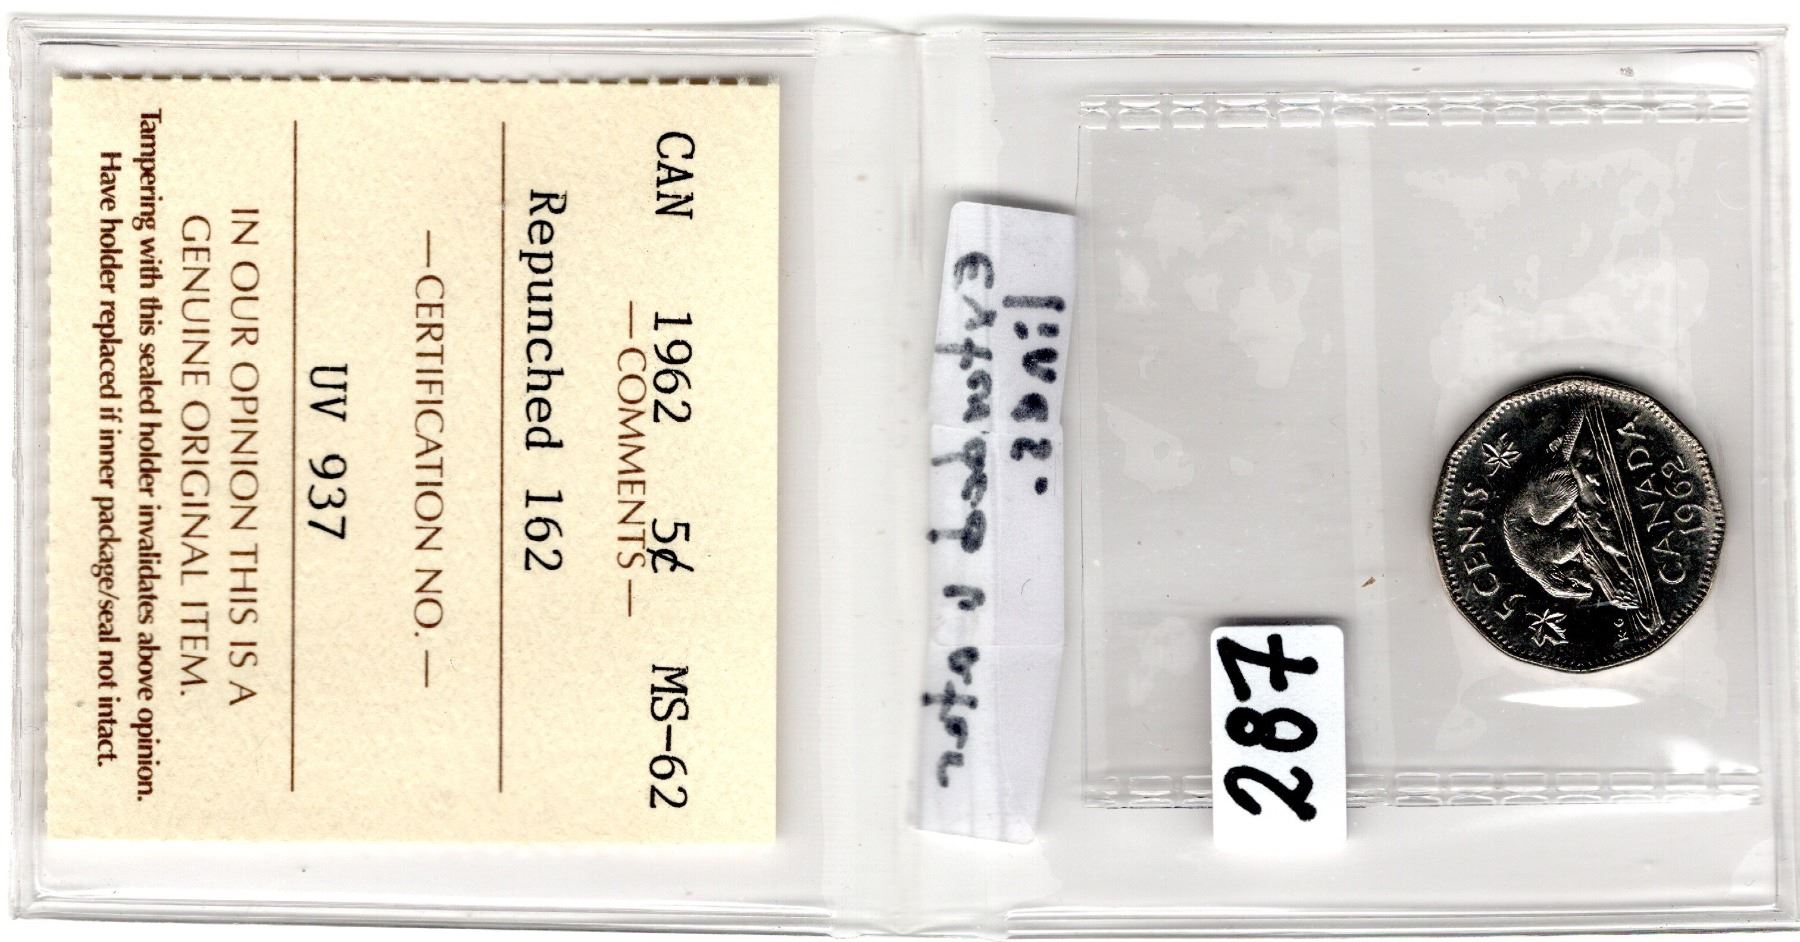 CAN 1962 5¢ MS-62
—COMMENTS—
Repunched 162
—CERTIFICATION NO.—
UV 937
IN OUR OPINION THIS IS A
GENUINE ORIGINAL ITEM.
Tampering with this sealed holder invalidates above opinion.
Have holder replaced if inner package/seal not intact.
287
5 CENTS
CANADA
1962
K G